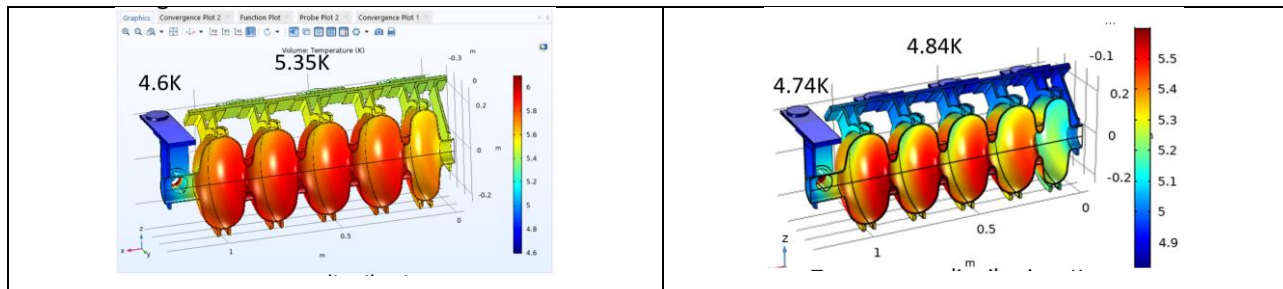 Graphics Convergence Plot 2 Function Plot Probe Plot 2 Convergence Plot 1
Volume: Temperature (K)
m
5.35K
4.6K
-0.3
0
0.2
0
m
-0.2
0
0.5
m
1
z
x
y
6
5.8
5.6
5.4
5.2
5
4.8
4.6
...
4.84K
4.74K
-0.1
0.2
0
-0.2
0
0.5
1
m
z
5.5
5.4
5.3
5.2
5.1
5
4.9